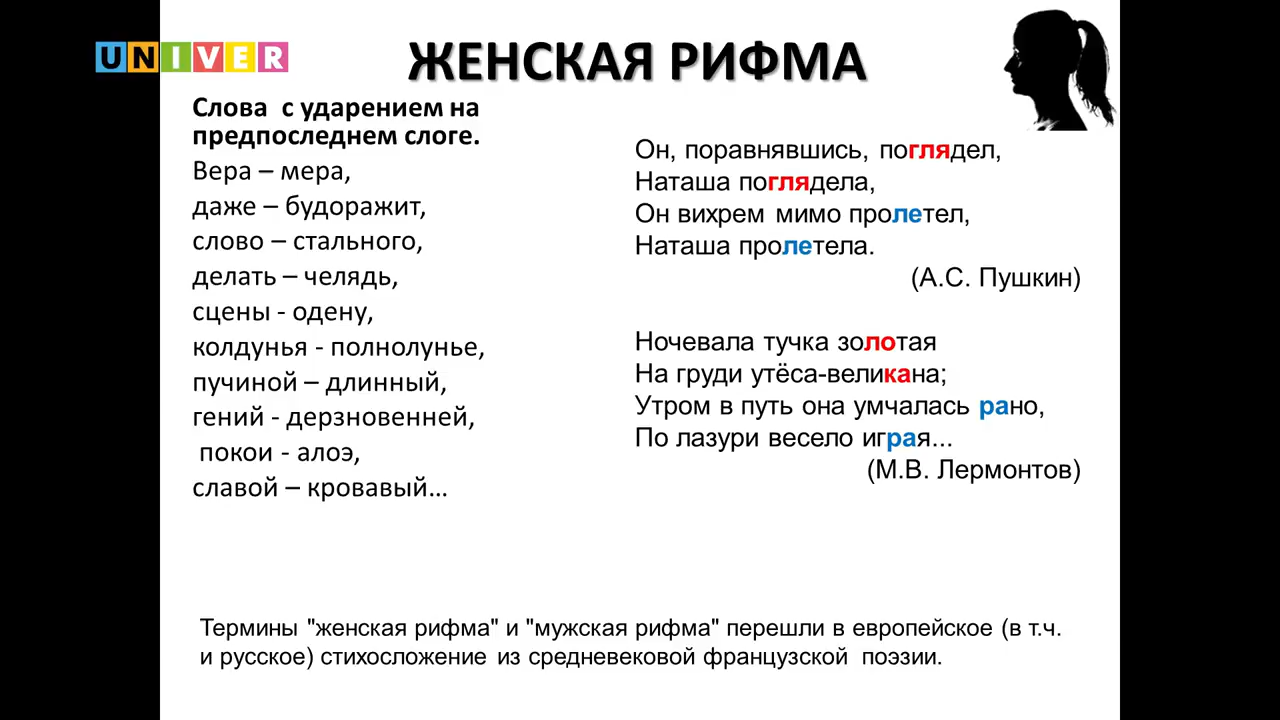 UNIVER
ЖЕНСКАЯ РИФМА
Слова с ударением на
предпоследнем слоге.
Вера – мера,
даже – будоражит,
слово – стального,
делать – челядь,
сцены - одену,
колдунья - полнолунье,
пучиной – длинный,
гений - дерзновенней,
покои - алоэ,
славой – кровавый...
Он, поравнявшись, поглядел,
Наташа поглядела,
Он вихрем мимо пролетел,
Наташа пролетела.
(А.С. Пушкин)
Ночевала тучка золотая
На груди утёса-великана;
Утром в путь она умчалась рано,
По лазури весело играя...
(М.В. Лермонтов)
Термины "женская рифма" и "мужская рифма" перешли в европейское (в т.ч.
и русское) стихосложение из средневековой французской поэзии.